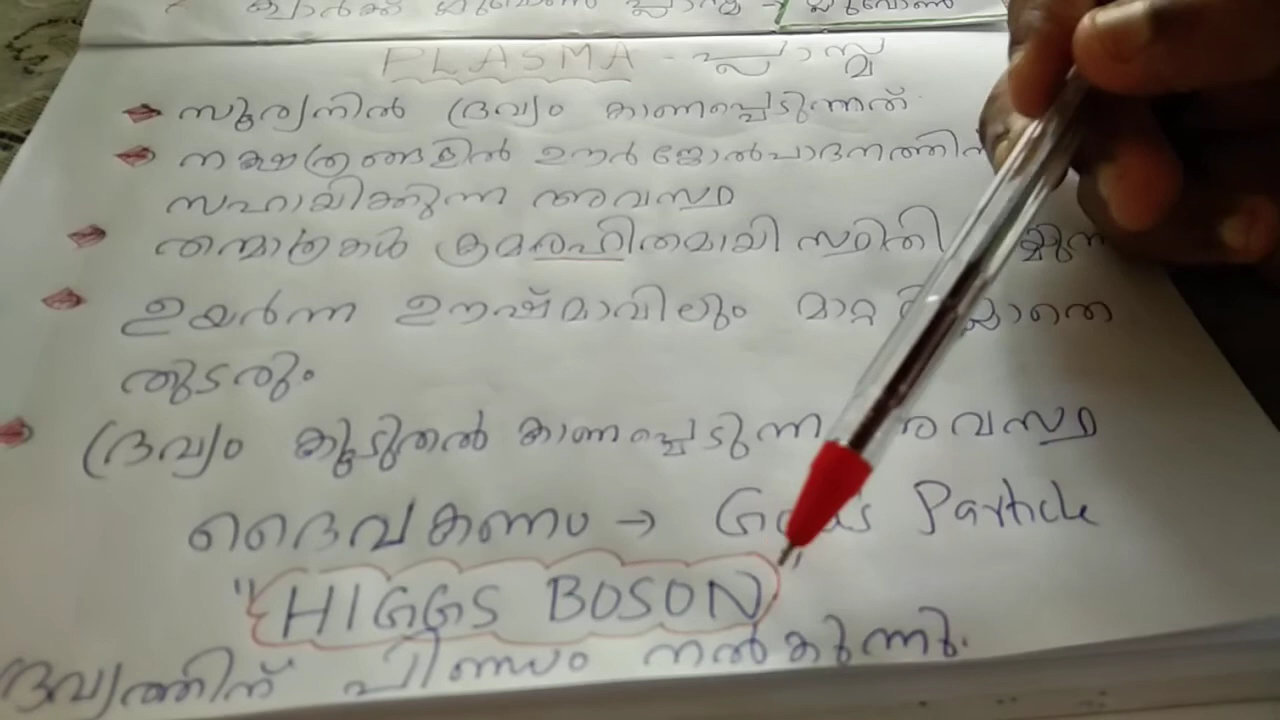 PLASMA - പ്ലാസ്മ
സൂര്യനിൽ ദ്രവ്യം കാണപ്പെടുന്നത്
നക്ഷത്രങ്ങളിൽ ഊർജോൽപാദനത്തിന്
സഹായിക്കുന്ന അവസ്ഥ
തന്മാത്രകൾ ക്രമരഹിതമായി സ്ഥിതി
ഉയർന്ന ഊഷ്മാവിലും മാറ്റമില്ലാതെ
തുടരും
ദ്രവ്യം കൂടുതൽ കാണപ്പെടുന്ന അവസ്ഥ
ദൈവകണം → God's Particle
"HIGGS BOSON"
ദ്രവ്യത്തിന് പിണ്ഡം നൽകുന്നു.